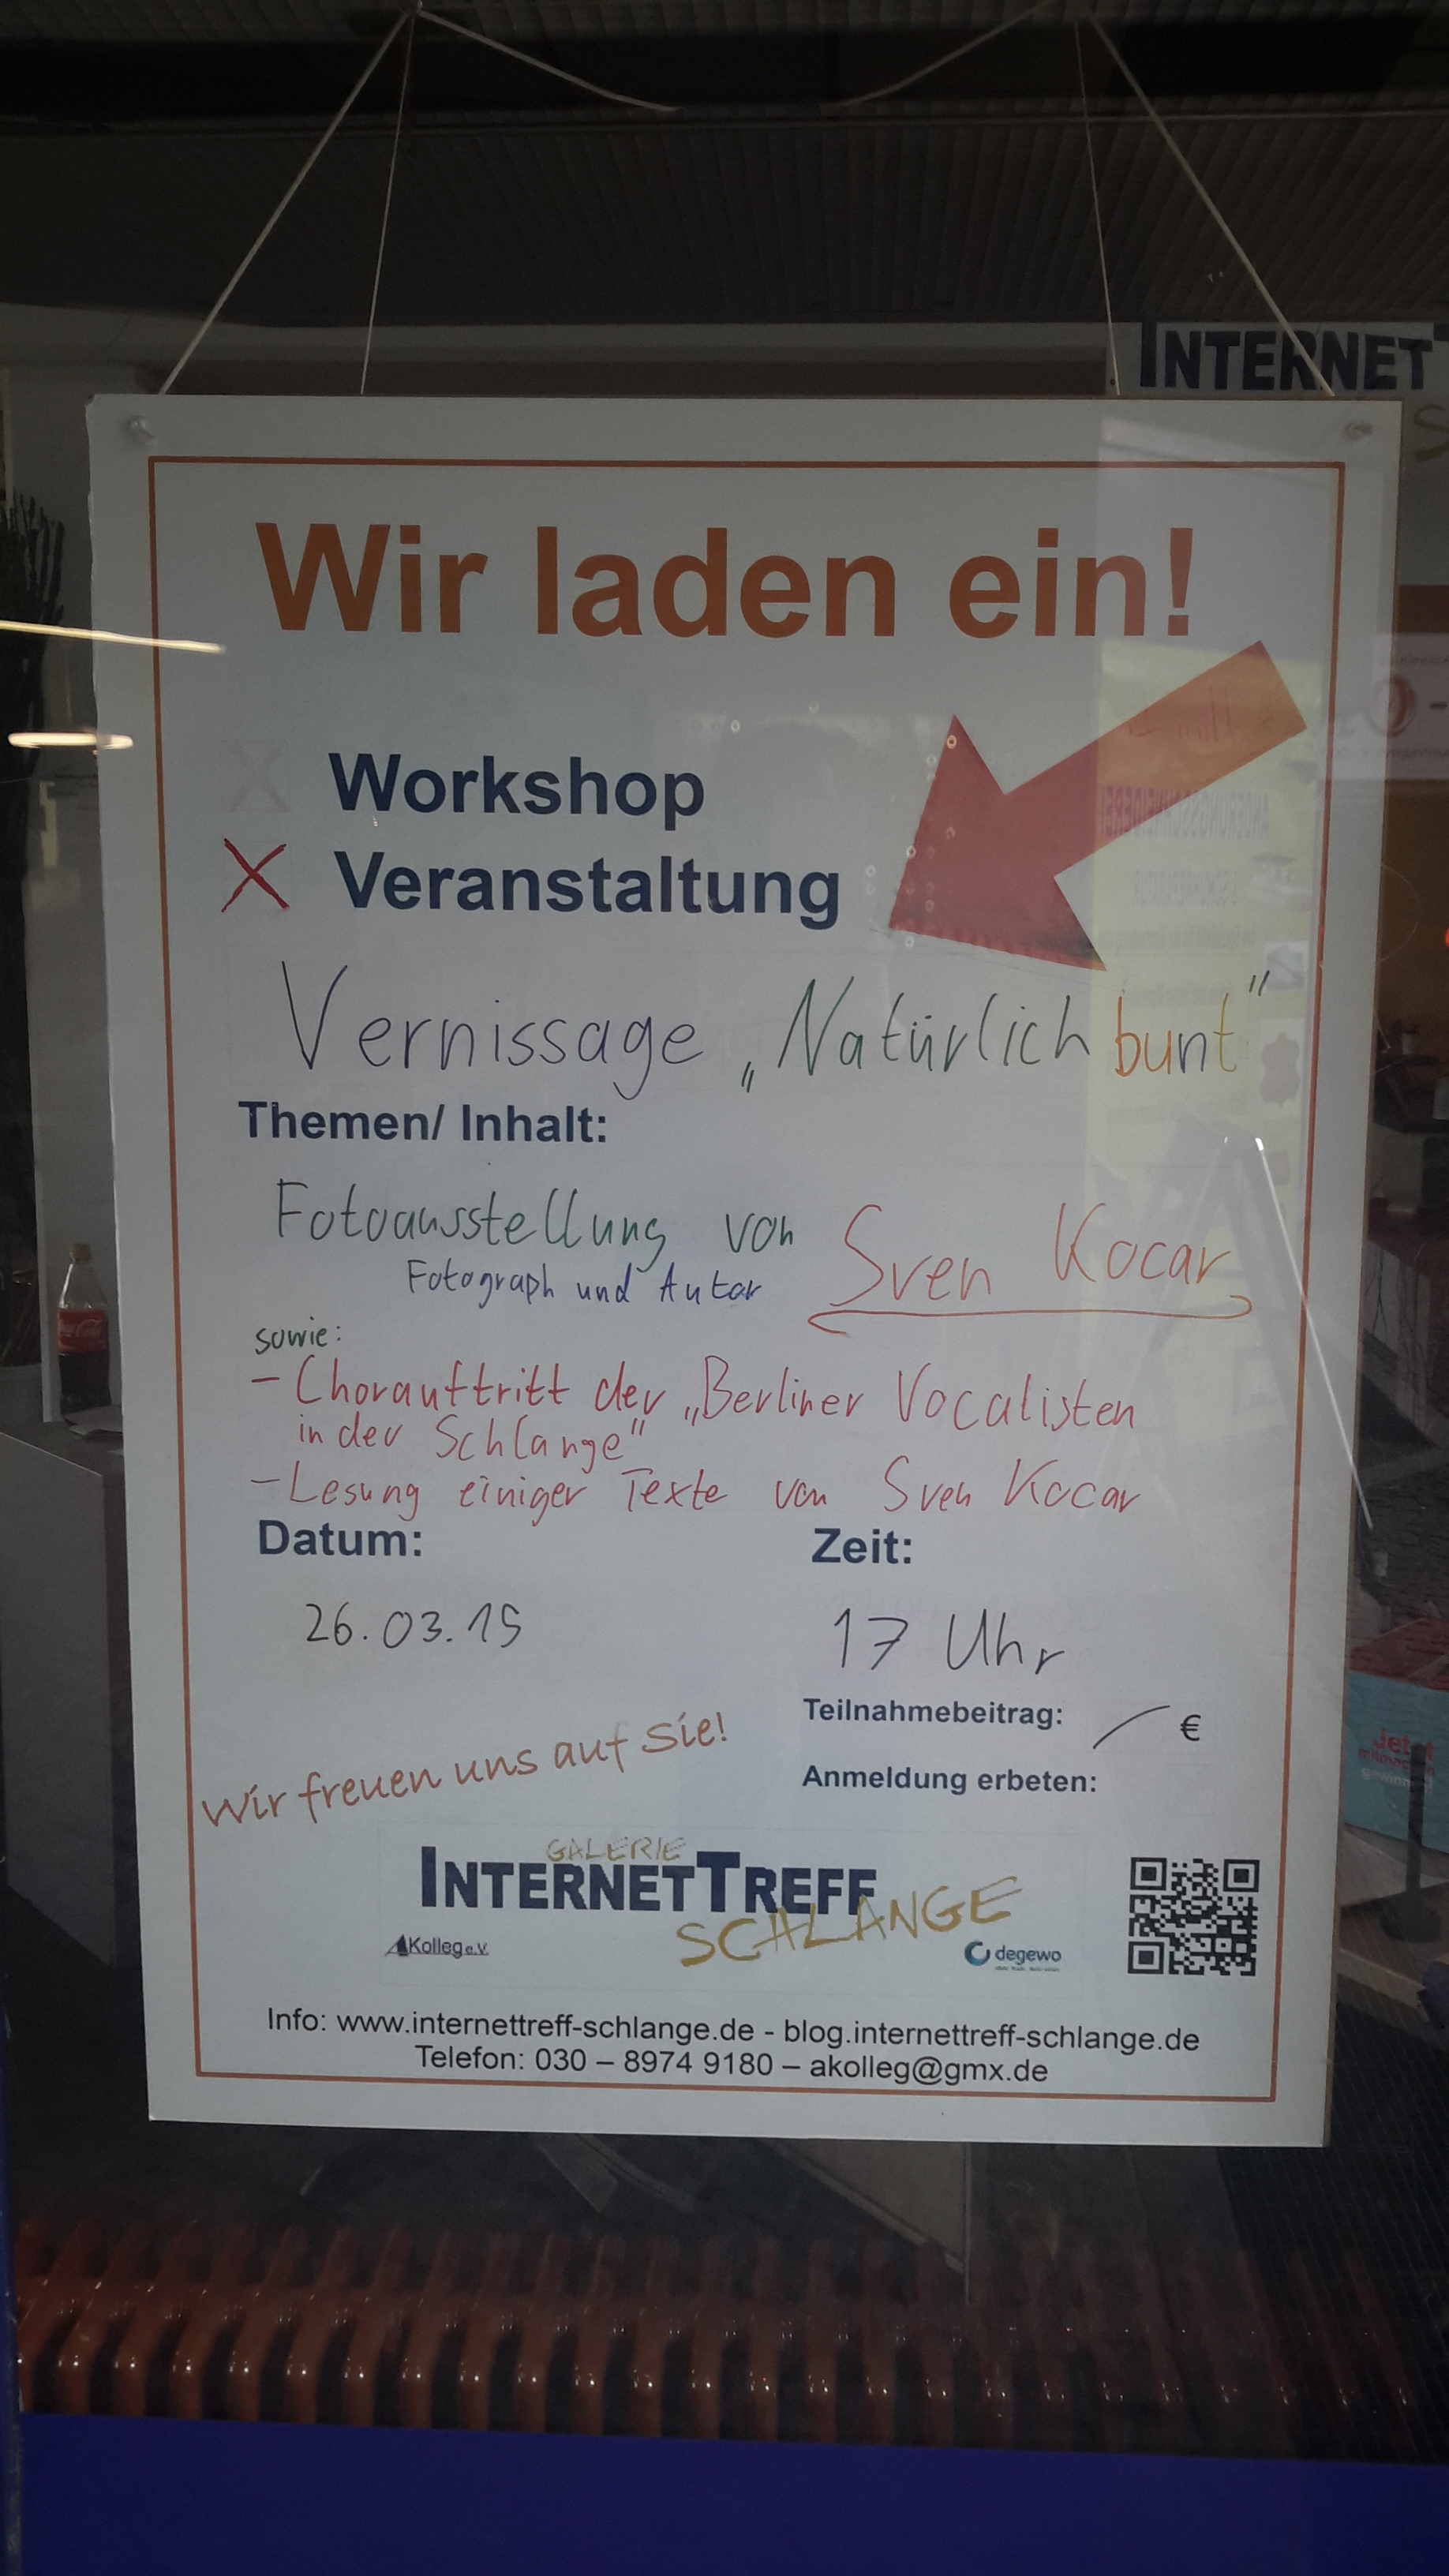 INTERNET
Wir laden ein!
Workshop
X Veranstaltung
Vernissage „Natürlich bunt“
Themen/ Inhalt:
Fotoausstellung von Sven Kocar
Fotograph und Autor
sowie:
- Chorauftritt der „Berliner Vocalisten
in der Schlange“
- Lesung einiger Texte von Sven Kocar
Datum: Zeit:
26.03.15 17 Uhr
Teilnahmebeitrag: / €
Wir freuen uns auf Sie!
Anmeldung erbeten:
GALERIE
INTERNETTREFF
SCHLANGE
AKolleg e.V. degewo
Info: www.internettreff-schlange.de - blog.internettreff-schlange.de
Telefon: 030 – 8974 9180 – akolleg@gmx.de